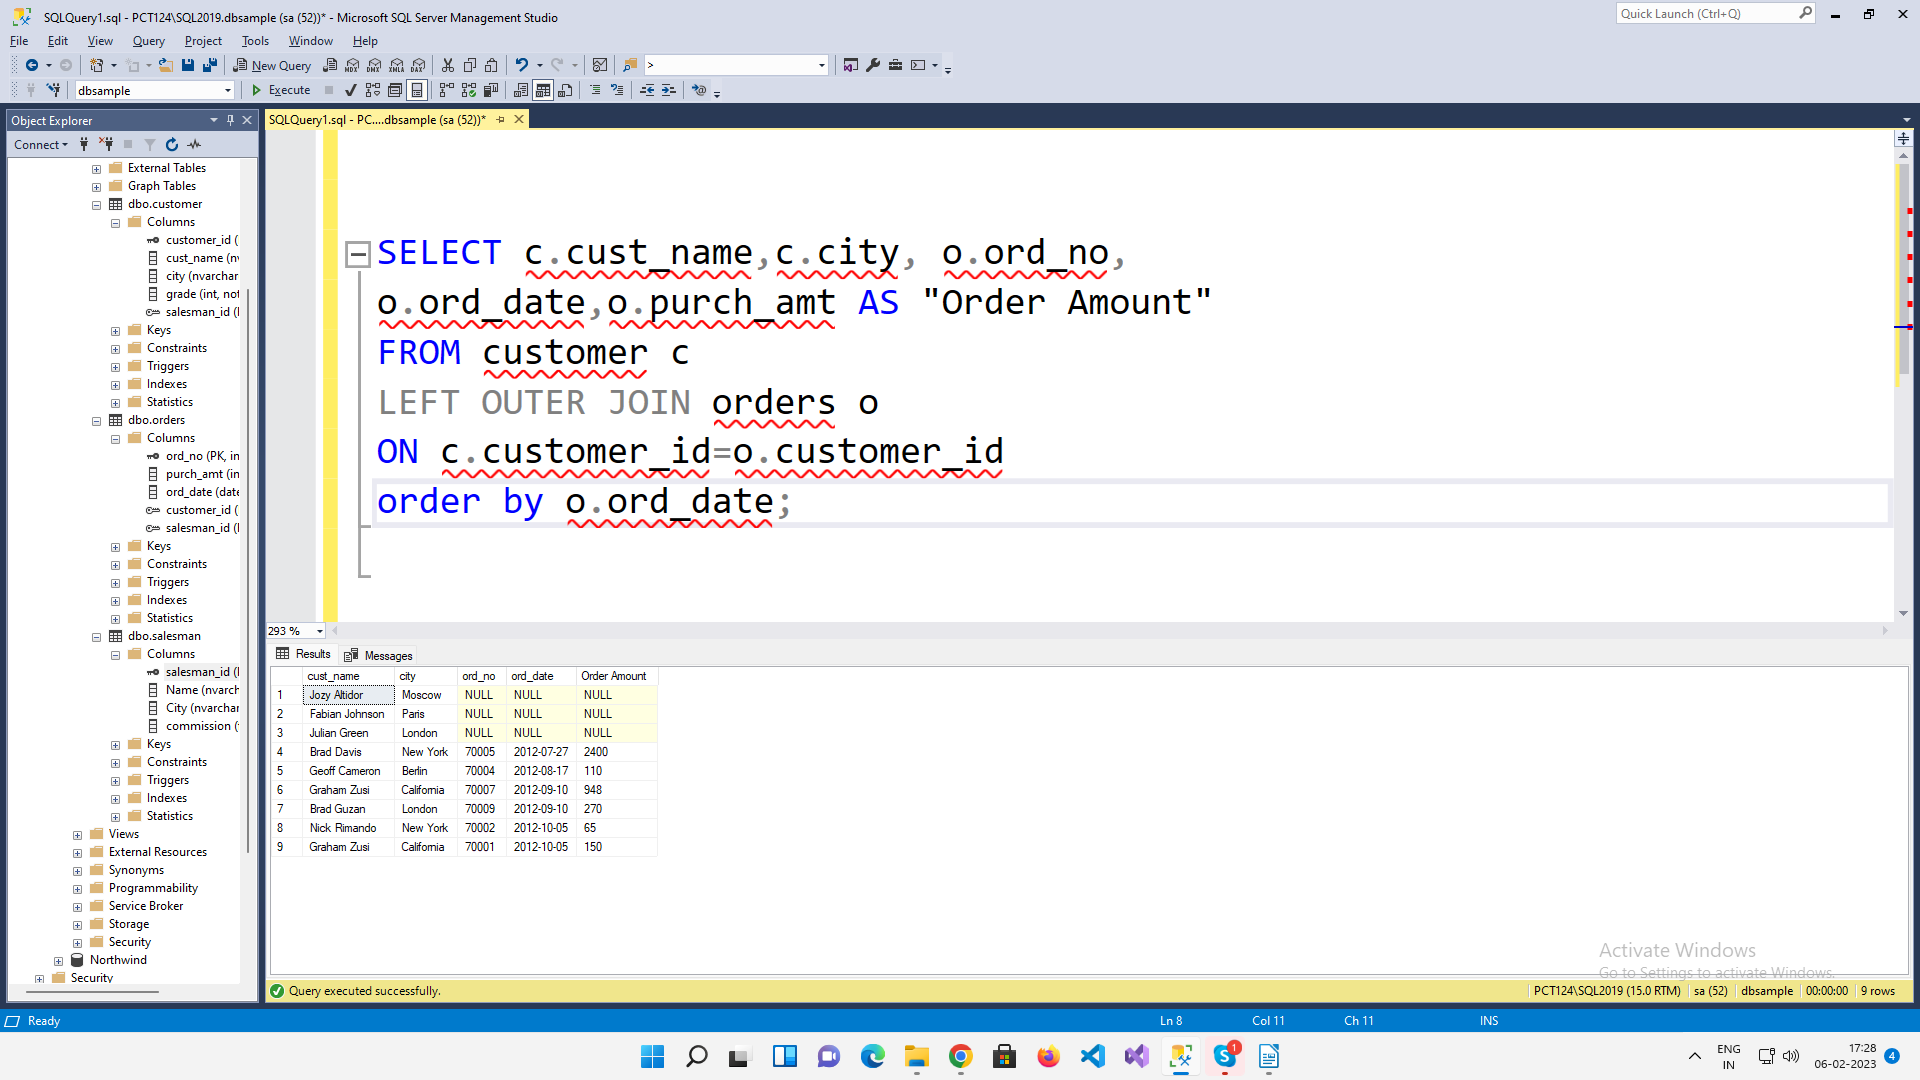 SQLQuery1.sql - PCT124\SQL2019.dbsample (sa (52))* - Microsoft SQL Server Management Studio
Quick Launch (Ctrl+Q)
File Edit View Query Project Tools Window Help
New Query
MDX DMX XMLA DAX
>
dbsample
Execute
Object Explorer
SQLQuery1.sql - PC....dbsample (sa (52))*
Connect
External Tables
Graph Tables
dbo.customer
Columns
customer_id (
cust_name (nv
city (nvarchar
grade (int, not
salesman_id (
Keys
Constraints
Triggers
Indexes
Statistics
dbo.orders
Columns
ord_no (PK, in
purch_amt (in
ord_date (date
customer_id (
salesman_id (
Keys
Constraints
Triggers
Indexes
Statistics
dbo.salesman
Columns
salesman_id (
Name (nvarch
City (nvarchar
commission (
Keys
Constraints
Triggers
Indexes
Statistics
Views
External Resources
Synonyms
Programmability
Service Broker
Storage
Security
Northwind
Security
SELECT c.cust_name,c.city, o.ord_no,
o.ord_date,o.purch_amt AS "Order Amount"
FROM customer c
LEFT OUTER JOIN orders o
ON c.customer_id=o.customer_id
order by o.ord_date;
293 %
Results Messages
cust_name city ord_no ord_date Order Amount
1 Jozy Altidor Moscow NULL NULL NULL
2 Fabian Johnson Paris NULL NULL NULL
3 Julian Green London NULL NULL NULL
4 Brad Davis New York 70005 2012-07-27 2400
5 Geoff Cameron Berlin 70004 2012-08-17 110
6 Graham Zusi California 70007 2012-09-10 948
7 Brad Guzan London 70009 2012-09-10 270
8 Nick Rimando New York 70002 2012-10-05 65
9 Graham Zusi California 70001 2012-10-05 150
Activate Windows
Go to Settings to activate Windows.
Query executed successfully.
PCT124\SQL2019 (15.0 RTM) sa (52) dbsample 00:00:00 9 rows
Ready
Ln 8 Col 11 Ch 11 INS
1
ENG
IN
17:28
06-02-2023
4